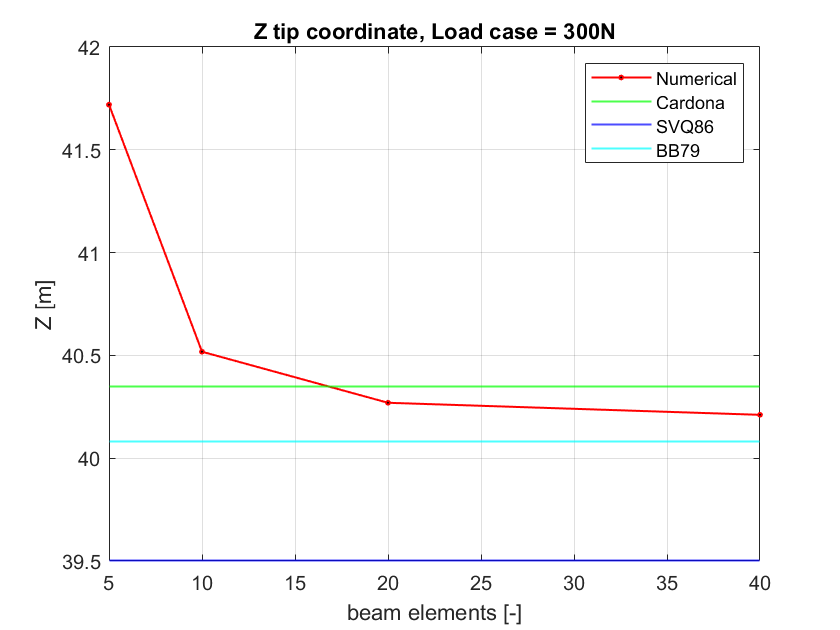 Z tip coordinate, Load case = 300N
Numerical
Cardona
SVQ86
BB79
42
41.5
41
40.5
40
39.5
Z [m]
5
10
15
20
25
30
35
40
beam elements [-]